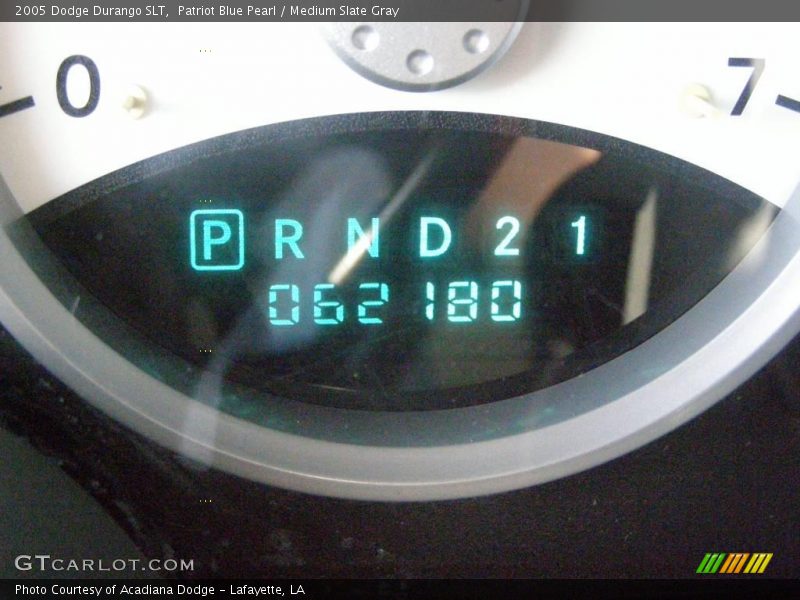 2005 Dodge Durango SLT,  Patriot Blue Pearl / Medium Slate Gray
0 7
P R N D 2 1
062180
GTCARLOT.COM
Photo Courtesy of Acadiana Dodge - Lafayette, LA